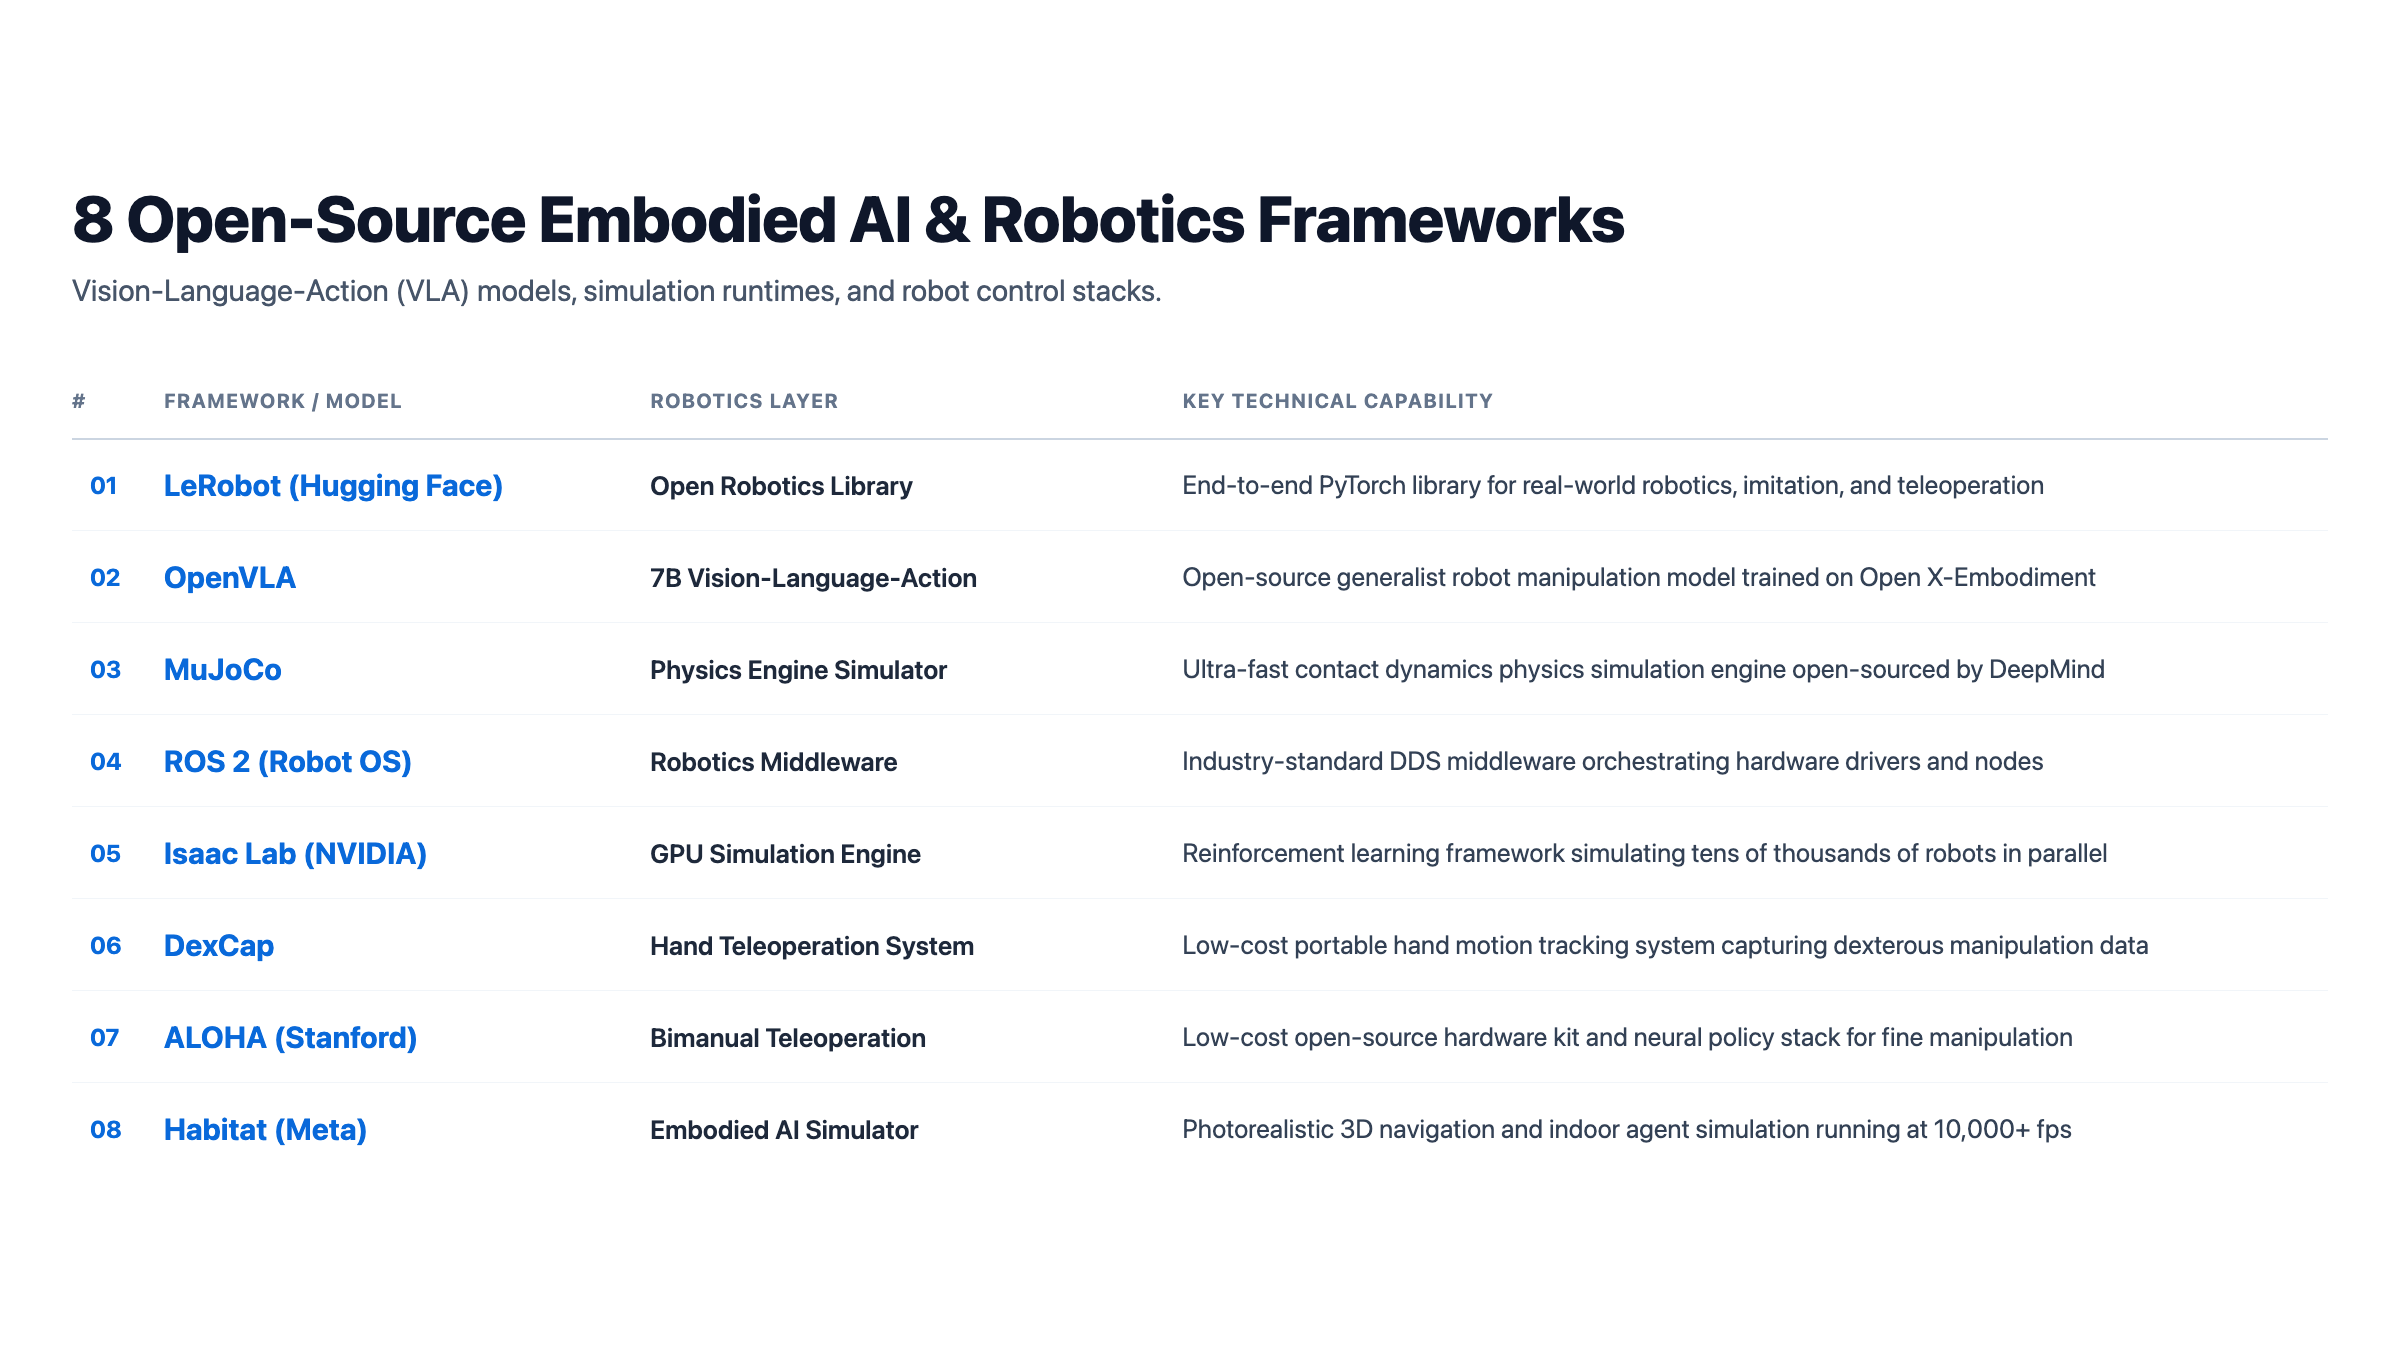 8 Open-Source Embodied AI & Robotics Frameworks
Vision-Language-Action (VLA) models, simulation runtimes, and robot control stacks.
# FRAMEWORK / MODEL ROBOTICS LAYER KEY TECHNICAL CAPABILITY
01 LeRobot (Hugging Face) Open Robotics Library End-to-end PyTorch library for real-world robotics, imitation, and teleoperation
02 OpenVLA 7B Vision-Language-Action Open-source generalist robot manipulation model trained on Open X-Embodiment
03 MuJoCo Physics Engine Simulator Ultra-fast contact dynamics physics simulation engine open-sourced by DeepMind
04 ROS 2 (Robot OS) Robotics Middleware Industry-standard DDS middleware orchestrating hardware drivers and nodes
05 Isaac Lab (NVIDIA) GPU Simulation Engine Reinforcement learning framework simulating tens of thousands of robots in parallel
06 DexCap Hand Teleoperation System Low-cost portable hand motion tracking system capturing dexterous manipulation data
07 ALOHA (Stanford) Bimanual Teleoperation Low-cost open-source hardware kit and neural policy stack for fine manipulation
08 Habitat (Meta) Embodied AI Simulator Photorealistic 3D navigation and indoor agent simulation running at 10,000+ fps